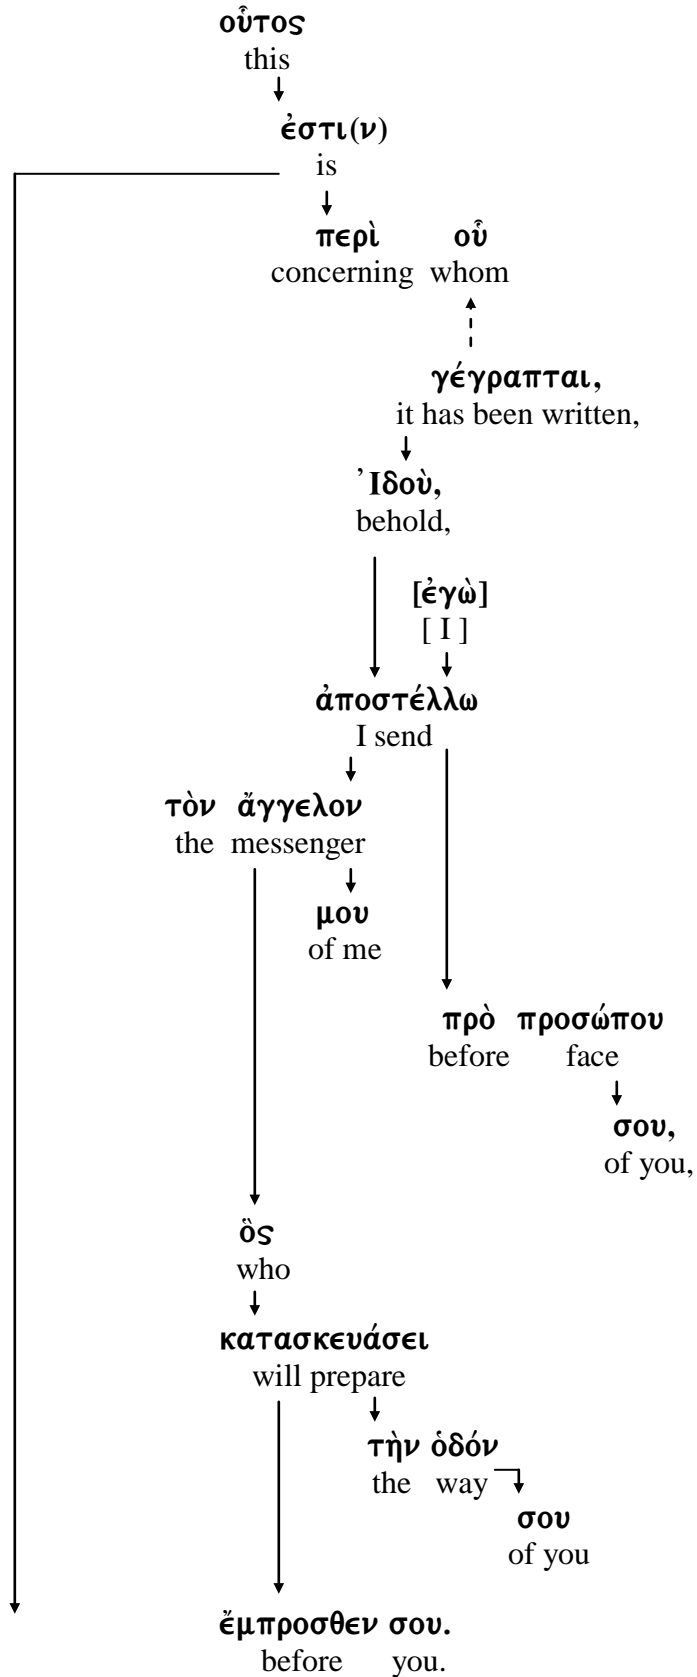 οὗτος
this
ἐστι(ν)
is
περὶ οὗ
concerning whom
γέγραπται,
it has been written,
Ἰδοὺ,
behold,
[ἐγὼ]
[ I ]
ἀποστέλλω
I send
τὸν ἄγγελον
the messenger
μου
of me
πρὸ προσώπου
before face
σου,
of you,
ὃς
who
κατασκευάσει
will prepare
τὴν ὁδόν
the way
σου
of you
ἔμπροσθεν σου.
before you.